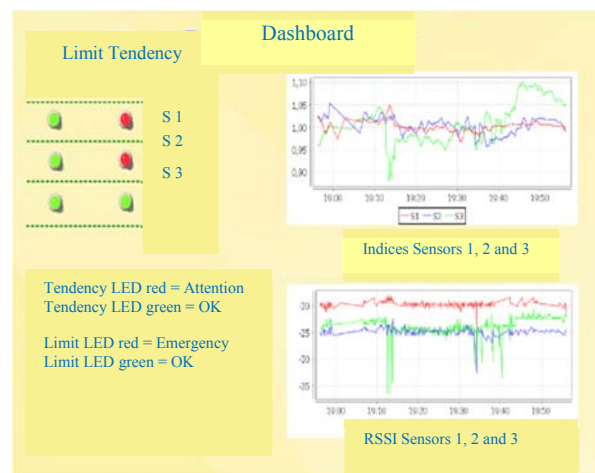 Dashboard
Limit Tendency
S 1
S 2
S 3
1,10
1,05
1,00
0,95
0,90
19:00 19:10 19:20 19:30 19:40 19:50
S1 S2 S3
Indices Sensors 1, 2 and 3
Tendency LED red = Attention
Tendency LED green = OK
Limit LED red = Emergency
Limit LED green = OK
-20
-25
-30
-35
19:00 19:10 19:20 19:30 19:40 19:50
RSSI Sensors 1, 2 and 3